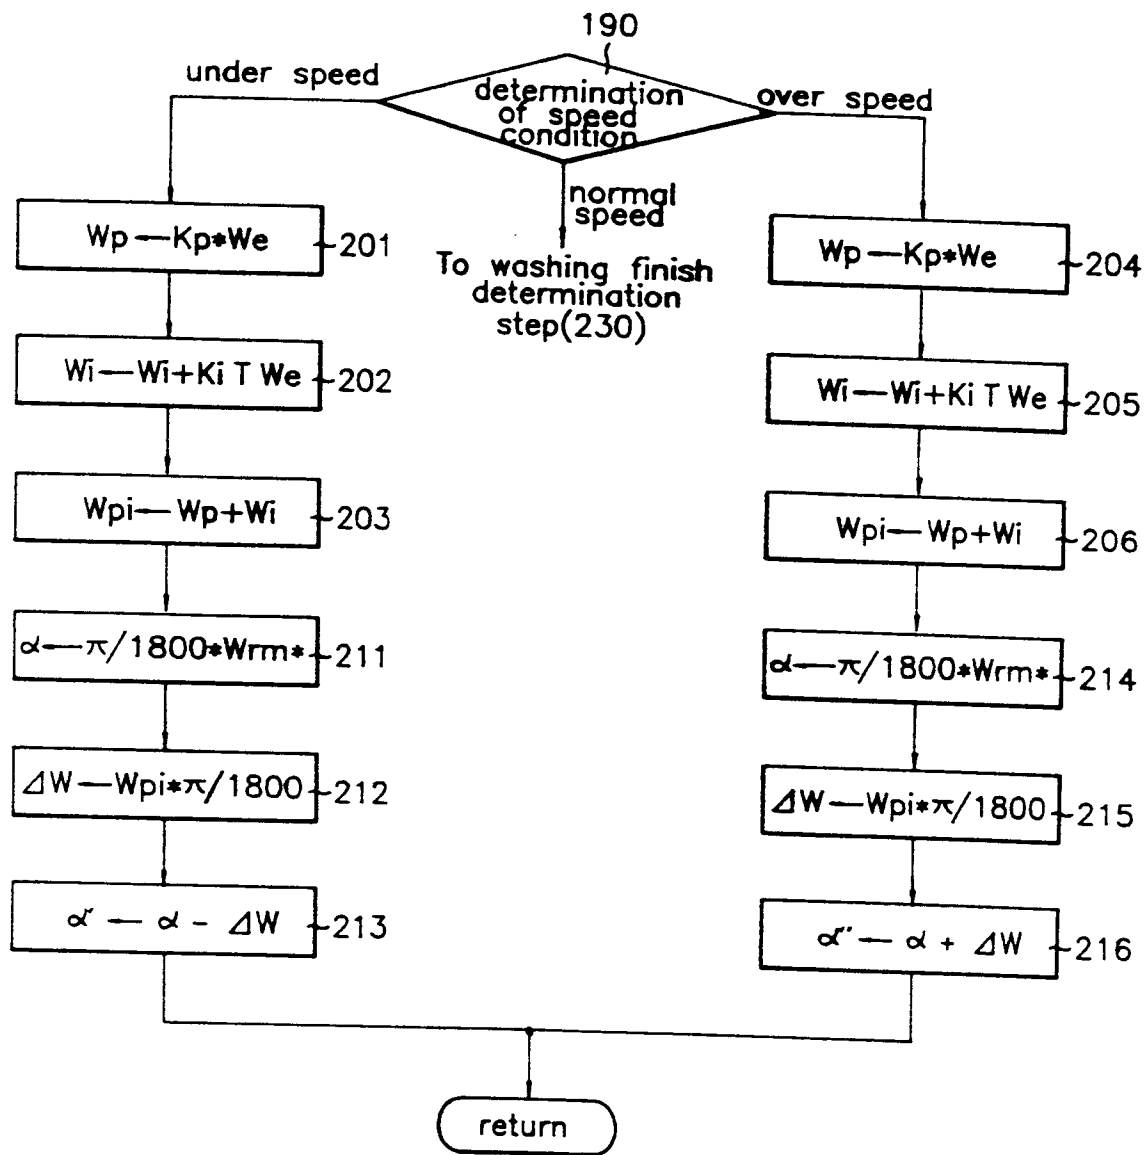 190
under speed
determination
of speed
condition
over speed
normal
speed
To washing finish
determination
step(230)
Wp←Kp*We
201
Wi←Wi+Ki T We
202
Wpi←Wp+Wi
203
α←π/1800*Wrm*
211
ΔW←Wpi*π/1800
212
α' ← α - ΔW
213
Wp←Kp*We
204
Wi←Wi+Ki T We
205
Wpi←Wp+Wi
206
α←π/1800*Wrm*
214
ΔW←Wpi*π/1800
215
α'' ← α + ΔW
216
return